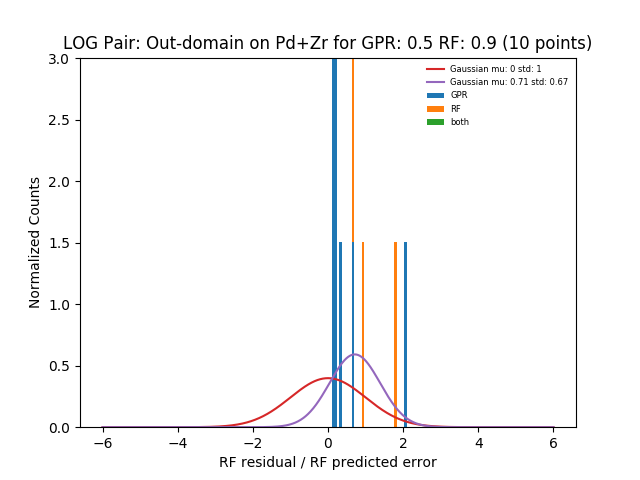 LOG Pair: Out-domain on Pd+Zr for GPR: 0.5 RF: 0.9 (10 points)
Gaussian mu: 0 std: 1
Gaussian mu: 0.71 std: 0.67
GPR
RF
both
3.0
2.5
2.0
1.5
1.0
0.5
0.0
Normalized Counts
−6
−4
−2
0
2
4
6
RF residual / RF predicted error